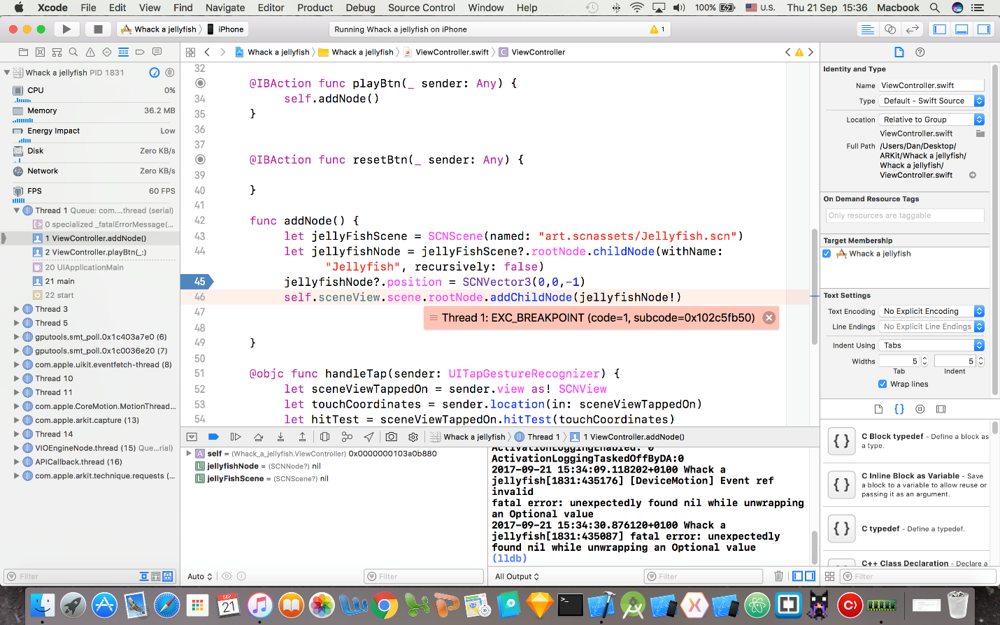 Xcode File Edit View Find Navigate Editor Product Debug Source Control Window Help 100% U.S. Thu 21 Sep 15:36 Macbook
Whack a jellyfish iPhone
Running Whack a jellyfish on iPhone
1
Whack a jellyfish PID 1831
CPU 0%
Memory 36.2 MB
Energy Impact Low
Disk Zero KB/s
Network Zero KB/s
FPS 60 FPS
Thread 1 Queue: com....thread (serial)
0 specialized _fatalErrorMessage(...
1 ViewController.addNode()
2 ViewController.playBtn(_:)
20 UIApplicationMain
21 main
22 start
Thread 3
Thread 5
gputools.smt_poll.0x1c403a7e0 (6)
gputools.smt_poll.0x1c0036e20 (7)
com.apple.uikit.eventfetch-thread (8)
Thread 10
Thread 11
com.apple.CoreMotion.MotionThread...
com.apple.arkit.capture (13)
Thread 14
VIOEngineNode.thread (15) Que...rial)
APICallback.thread (16)
com.apple.arkit.technique.requests (...
Filter
Whack a jellyfish Whack a jellyfish ViewController.swift ViewController
32
@IBAction func playBtn(_ sender: Any) {
34 self.addNode()
35 }
36
37
@IBAction func resetBtn(_ sender: Any) {
39
40 }
41
42 func addNode() {
43 let jellyFishScene = SCNScene(named: "art.scnassets/Jellyfish.scn")
44 let jellyfishNode = jellyFishScene?.rootNode.childNode(withName:
"Jellyfish", recursively: false)
45 jellyfishNode?.position = SCNVector3(0,0,-1)
46 self.sceneView.scene.rootNode.addChildNode(jellyfishNode!)
47 Thread 1: EXC_BREAKPOINT (code=1, subcode=0x102c5fb50)
48
49 }
50
51 @objc func handleTap(sender: UITapGestureRecognizer) {
52 let sceneViewTappedOn = sender.view as! SCNView
53 let touchCoordinates = sender.location(in: sceneViewTappedOn)
54 let hitTest = sceneViewTappedOn.hitTest(touchCoordinates)
Whack a jellyfish Thread 1 1 ViewController.addNode()
A self = (Whack_a_jellyfish.ViewController) 0x0000000103a0b880
L jellyfishNode = (SCNNode?) nil
L jellyFishScene = (SCNScene?) nil
Auto Filter
ActivationLoggingEnabled: 0
ActivationLoggingTaskedOffByDA:0
2017-09-21 15:34:09.118202+0100 Whack a
jellyfish[1831:435176] [DeviceMotion] Event ref
invalid
fatal error: unexpectedly found nil while unwrapping
an Optional value
2017-09-21 15:34:30.876120+0100 Whack a
jellyfish[1831:435087] fatal error: unexpectedly
found nil while unwrapping an Optional value
(lldb)
All Output Filter
Identity and Type
Name ViewController.swift
Type Default - Swift Source
Location Relative to Group
ViewController.swift
Full Path /Users/Dan/Desktop/
ARKit/Whack a jellyfish/
Whack a jellyfish/
ViewController.swift
On Demand Resource Tags
Only resources are taggable
Target Membership
Whack a jellyfish
Text Settings
Text Encoding No Explicit Encoding
Line Endings No Explicit Line Endings
Indent Using Tabs
Widths 5 5
Tab Indent
Wrap lines
C Block typedef - Define a block as
a type.
C Inline Block as Variable - Save
a block to a variable to allow reuse or
passing it as an argument.
C typedef - Define a typedef.
C++ Class Declaration - Declare a
Filter
SEP
21